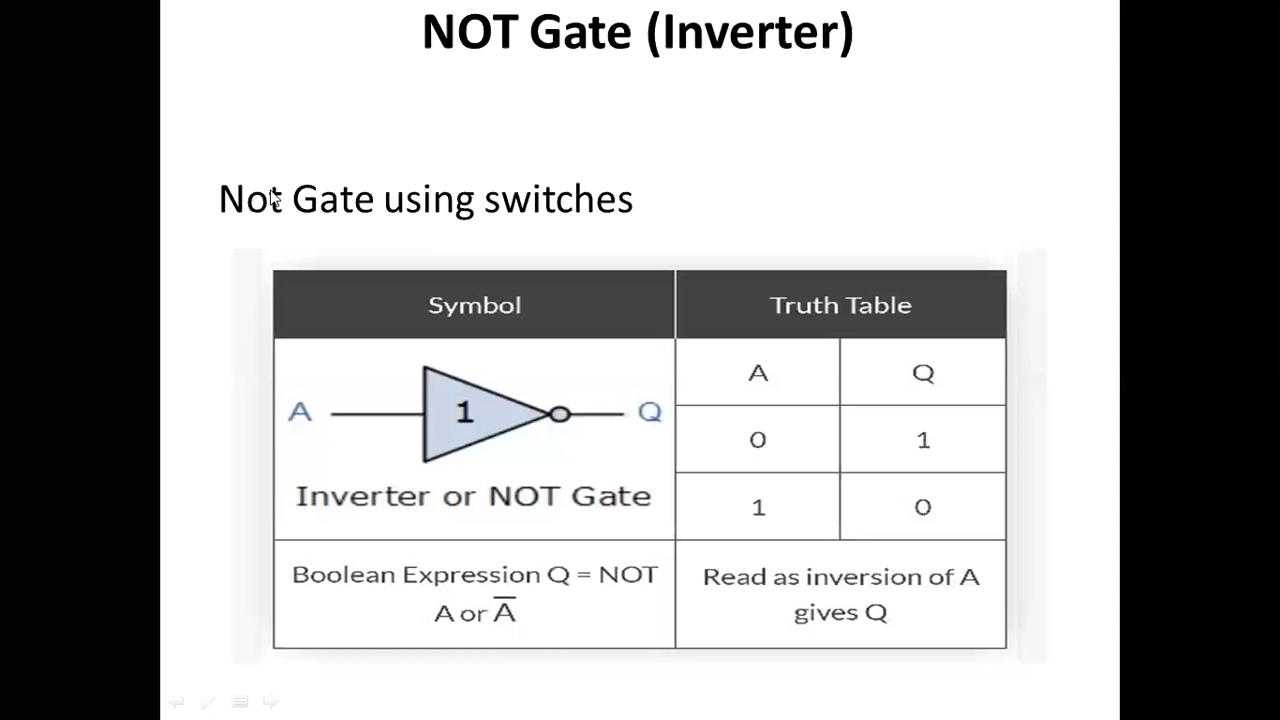 NOT Gate (Inverter)
Not Gate using switches
Symbol
Truth Table
A
1
Q
Inverter or NOT Gate
A Q
0 1
1 0
Boolean Expression Q = NOT
A or A̅
Read as inversion of A
gives Q